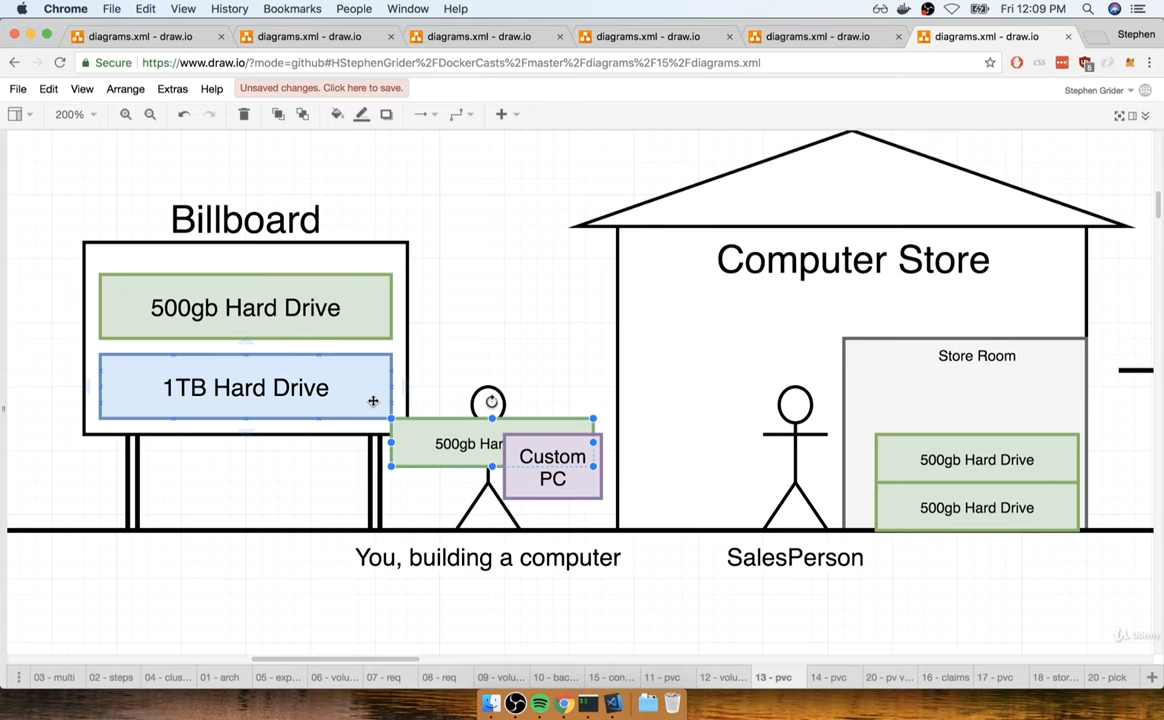 Chrome File Edit View History Bookmarks People Window Help Fri 12:09 PM
diagrams.xml - draw.io diagrams.xml - draw.io diagrams.xml - draw.io diagrams.xml - draw.io diagrams.xml - draw.io diagrams.xml - draw.io Stephen
Secure https://www.draw.io/?mode=github#HStephenGrider%2FDockerCasts%2Fmaster%2Fdiagrams%2F15%2Fdiagrams.xml
File Edit View Arrange Extras Help Unsaved changes. Click here to save. Stephen Grider
200%
Billboard
Computer Store
500gb Hard Drive
Store Room
1TB Hard Drive
500gb Har
Custom
PC
500gb Hard Drive
500gb Hard Drive
You, building a computer
SalesPerson
Udemy
03 - multi 02 - steps 04 - clus... 01 - arch 05 - exp... 06 - volu... 07 - req 08 - req 09 - volu... 10 - bac... 15 - con... 11 - pvc 12 - volu... 13 - pvc 14 - pvc 20 - pv v... 16 - claims 17 - pvc 18 - stor... 20 - pick